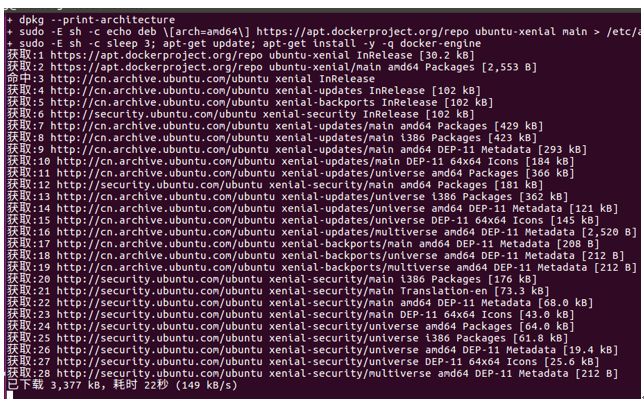 + dpkg --print-architecture
+ sudo -E sh -c echo deb \[arch=amd64\] https://apt.dockerproject.org/repo ubuntu-xenial main > /etc/a
+ sudo -E sh -c sleep 3; apt-get update; apt-get install -y -q docker-engine
获取:1 https://apt.dockerproject.org/repo ubuntu-xenial InRelease [30.2 kB]
获取:2 https://apt.dockerproject.org/repo ubuntu-xenial/main amd64 Packages [2,553 B]
命中:3 http://cn.archive.ubuntu.com/ubuntu xenial InRelease
获取:4 http://cn.archive.ubuntu.com/ubuntu xenial-updates InRelease [102 kB]
获取:5 http://cn.archive.ubuntu.com/ubuntu xenial-backports InRelease [102 kB]
获取:6 http://security.ubuntu.com/ubuntu xenial-security InRelease [102 kB]
获取:7 http://cn.archive.ubuntu.com/ubuntu xenial-updates/main amd64 Packages [429 kB]
获取:8 http://cn.archive.ubuntu.com/ubuntu xenial-updates/main i386 Packages [423 kB]
获取:9 http://cn.archive.ubuntu.com/ubuntu xenial-updates/main amd64 DEP-11 Metadata [293 kB]
获取:10 http://cn.archive.ubuntu.com/ubuntu xenial-updates/main DEP-11 64x64 Icons [184 kB]
获取:11 http://cn.archive.ubuntu.com/ubuntu xenial-updates/universe amd64 Packages [366 kB]
获取:12 http://security.ubuntu.com/ubuntu xenial-security/main amd64 Packages [181 kB]
获取:13 http://cn.archive.ubuntu.com/ubuntu xenial-updates/universe i386 Packages [362 kB]
获取:14 http://cn.archive.ubuntu.com/ubuntu xenial-updates/universe amd64 DEP-11 Metadata [121 kB]
获取:15 http://cn.archive.ubuntu.com/ubuntu xenial-updates/universe DEP-11 64x64 Icons [145 kB]
获取:16 http://cn.archive.ubuntu.com/ubuntu xenial-updates/multiverse amd64 DEP-11 Metadata [2,520 B]
获取:17 http://cn.archive.ubuntu.com/ubuntu xenial-backports/main amd64 DEP-11 Metadata [208 B]
获取:18 http://cn.archive.ubuntu.com/ubuntu xenial-backports/universe amd64 DEP-11 Metadata [212 B]
获取:19 http://cn.archive.ubuntu.com/ubuntu xenial-backports/multiverse amd64 DEP-11 Metadata [212 B]
获取:20 http://security.ubuntu.com/ubuntu xenial-security/main i386 Packages [176 kB]
获取:21 http://security.ubuntu.com/ubuntu xenial-security/main Translation-en [73.3 kB]
获取:22 http://security.ubuntu.com/ubuntu xenial-security/main amd64 DEP-11 Metadata [68.0 kB]
获取:23 http://security.ubuntu.com/ubuntu xenial-security/main DEP-11 64x64 Icons [43.0 kB]
获取:24 http://security.ubuntu.com/ubuntu xenial-security/universe amd64 Packages [64.0 kB]
获取:25 http://security.ubuntu.com/ubuntu xenial-security/universe i386 Packages [61.8 kB]
获取:26 http://security.ubuntu.com/ubuntu xenial-security/universe amd64 DEP-11 Metadata [19.4 kB]
获取:27 http://security.ubuntu.com/ubuntu xenial-security/universe DEP-11 64x64 Icons [25.6 kB]
获取:28 http://security.ubuntu.com/ubuntu xenial-security/multiverse amd64 DEP-11 Metadata [212 B]
已下载 3,377 kB，耗时 22秒 (149 kB/s)